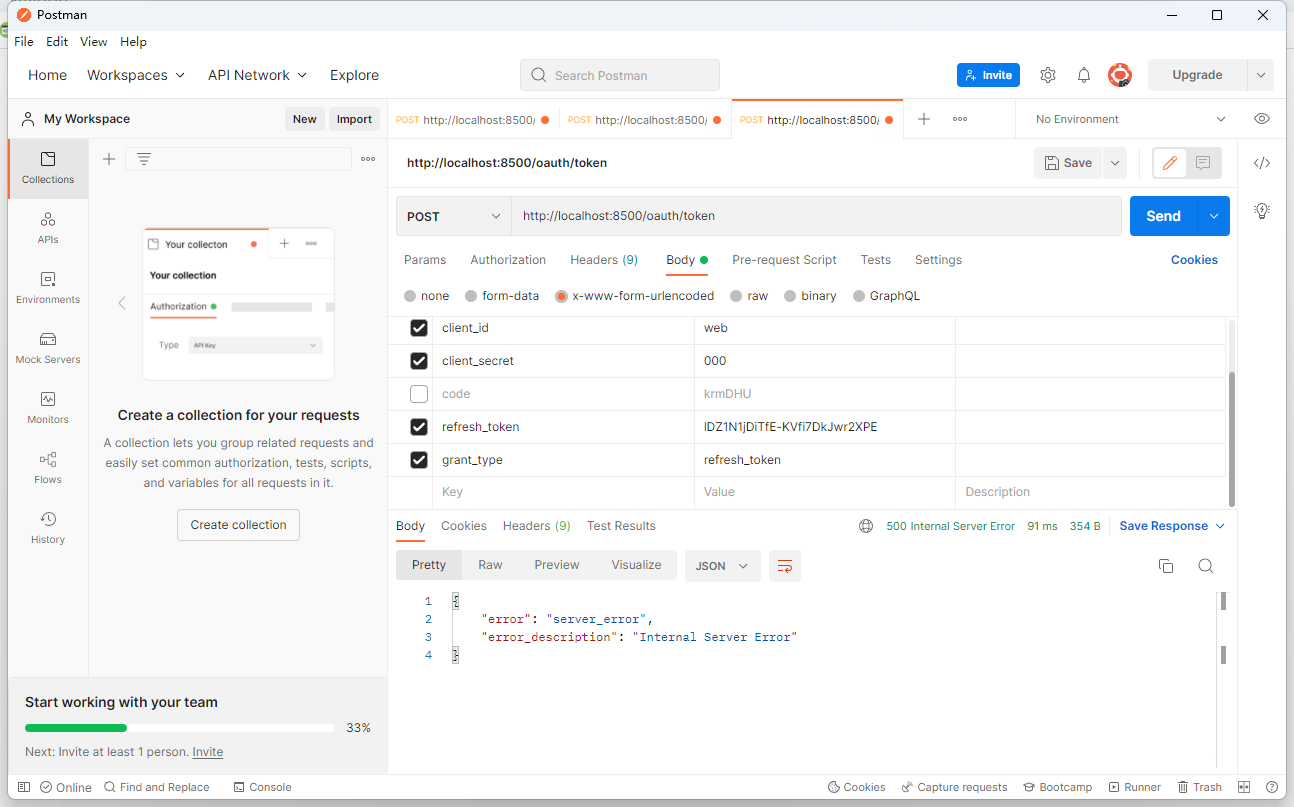 Postman
File Edit View Help
Home Workspaces API Network Explore
Search Postman
Invite
Upgrade
My Workspace
New Import
POST http://localhost:8500/ POST http://localhost:8500/ POST http://localhost:8500/
No Environment
Collections
APIs
Environments
Mock Servers
Monitors
Flows
History
Your collecton
Your collection
Authorization
Type API Key
Create a collection for your requests
A collection lets you group related requests and
easily set common authorization, tests, scripts,
and variables for all requests in it.
Create collection
Start working with your team
33%
Next: Invite at least 1 person. Invite
http://localhost:8500/oauth/token
Save
POST http://localhost:8500/oauth/token
Send
Params Authorization Headers (9) Body Pre-request Script Tests Settings Cookies
none form-data x-www-form-urlencoded raw binary GraphQL
client_id web
client_secret 000
code krmDHU
refresh_token lDZ1N1jDiTfE-KVfi7DkJwr2XPE
grant_type refresh_token
Key Value Description
Body Cookies Headers (9) Test Results 500 Internal Server Error 91 ms 354 B Save Response
Pretty Raw Preview Visualize JSON
1 {
2 "error": "server_error",
3 "error_description": "Internal Server Error"
4 }
Online Find and Replace Console Cookies Capture requests Bootcamp Runner Trash